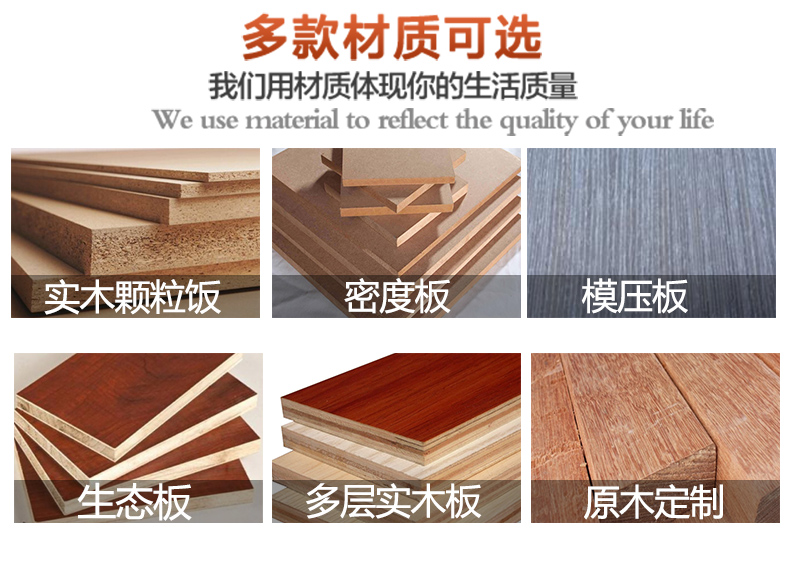 多款材质可选
我们用材质体现你的生活质量
We use material to reflect the quality of your life
实木颗粒饭
密度板
模压板
生态板
多层实木板
原木定制